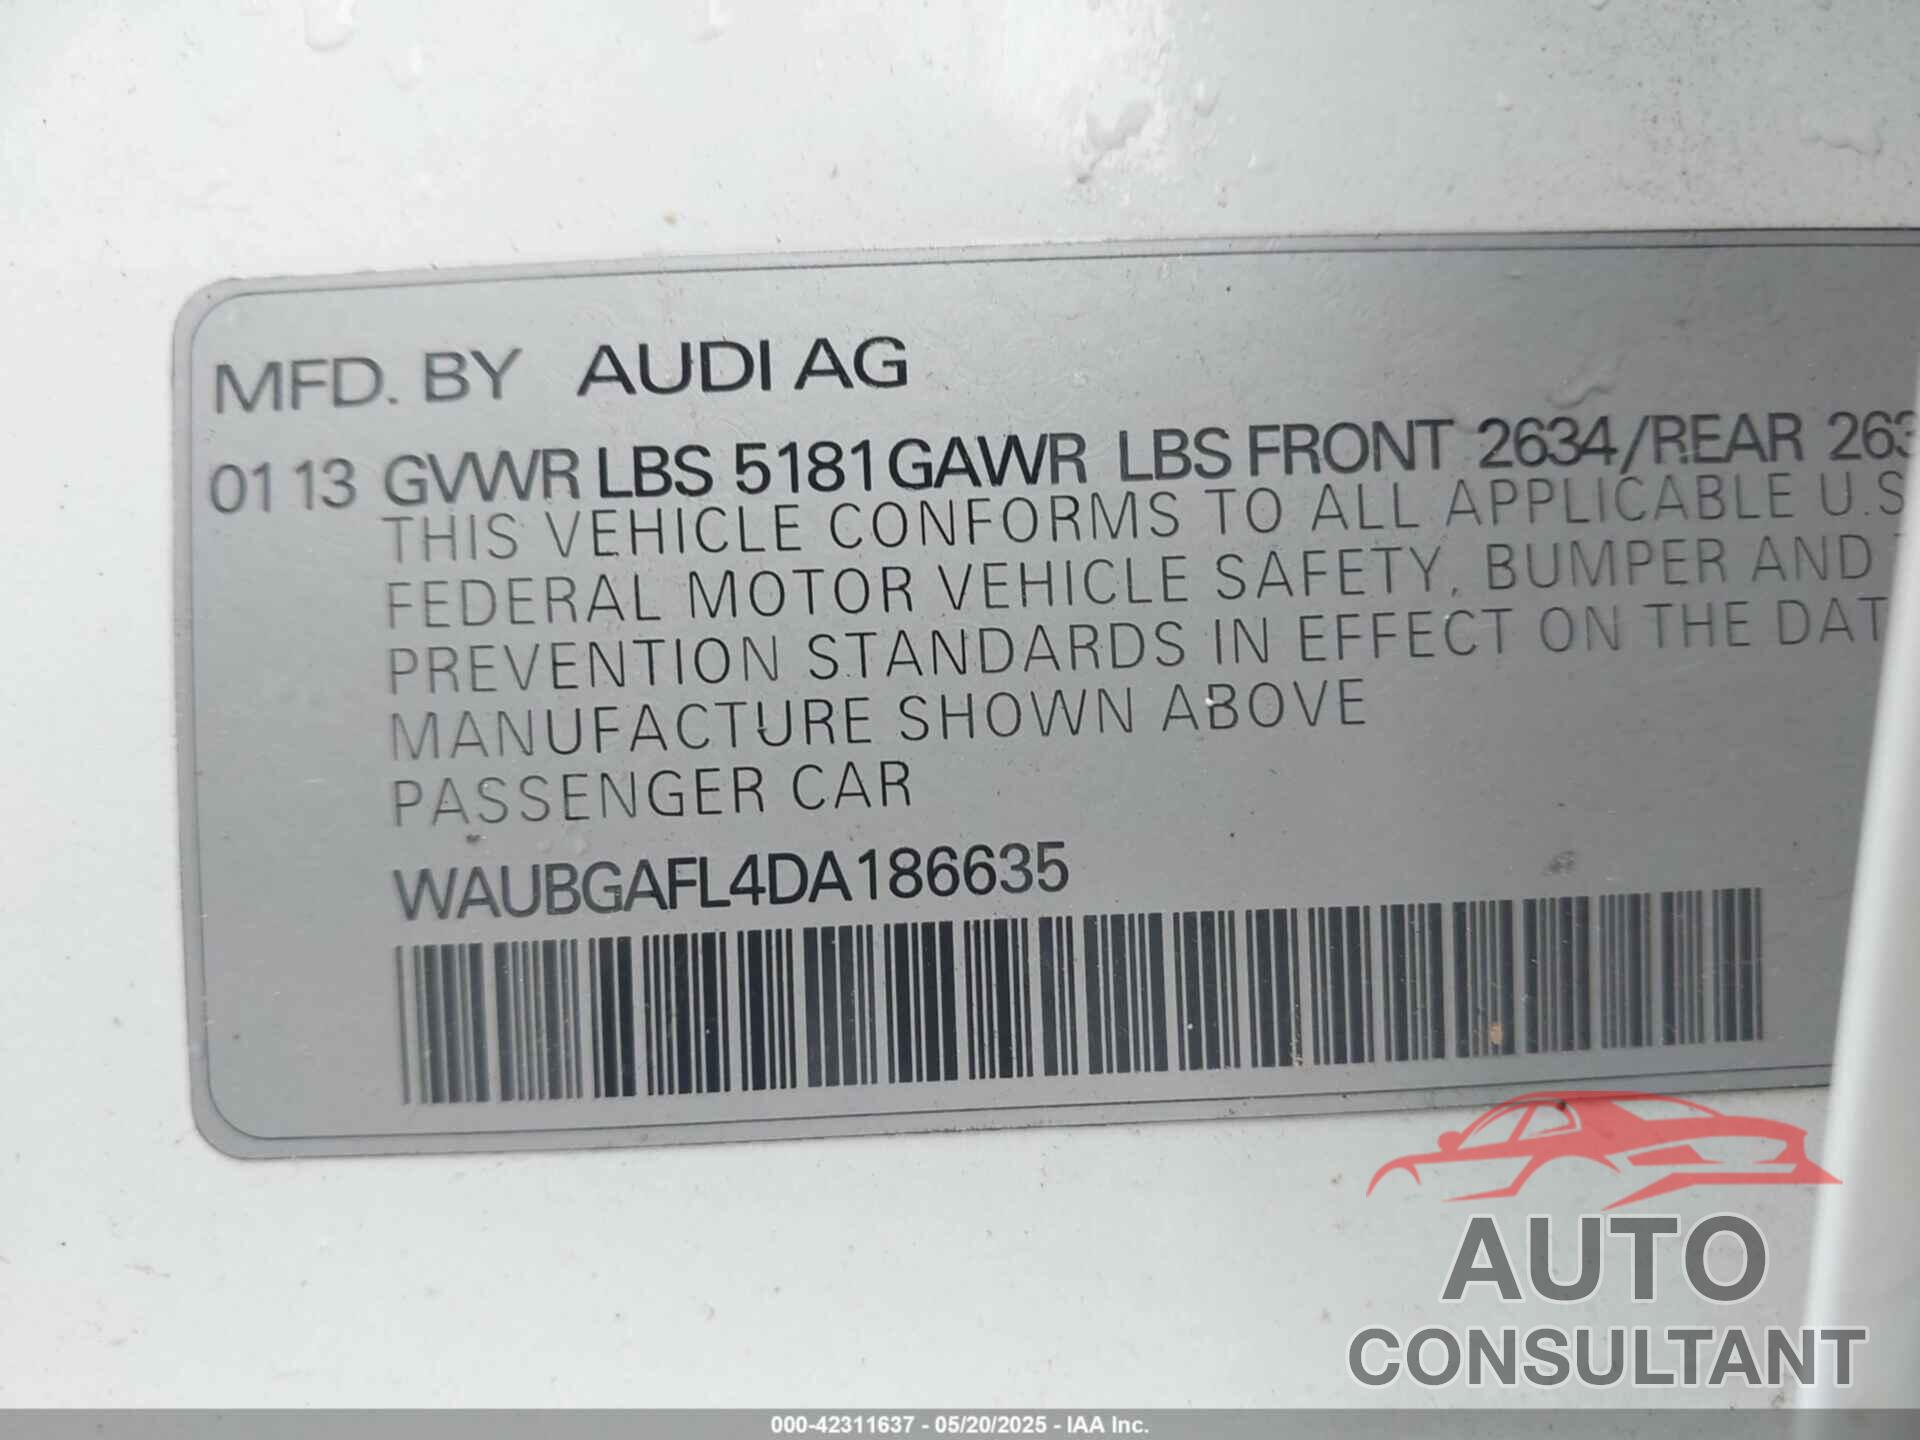 MFD. BY AUDI AG
01 13 GVWR LBS 5181 GAWR LBS FRONT 2634/REAR 263
THIS VEHICLE CONFORMS TO ALL APPLICABLE U.S
FEDERAL MOTOR VEHICLE SAFETY, BUMPER AND
PREVENTION STANDARDS IN EFFECT ON THE DAT
MANUFACTURE SHOWN ABOVE
PASSENGER CAR
WAUBGAFL4DA186635
AUTO
CONSULTANT
000-42311637 - 05/20/2025 - IAA Inc.